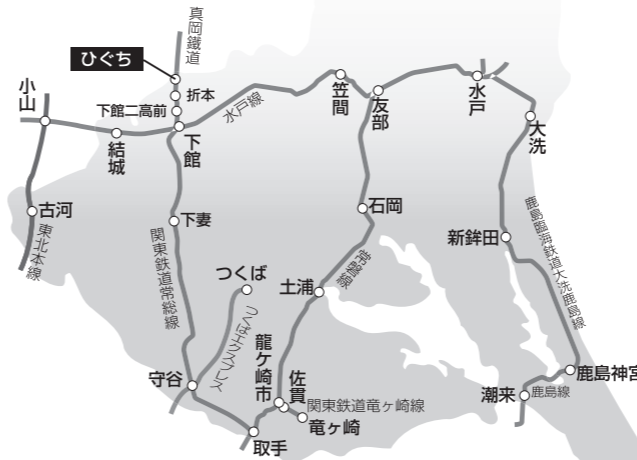 真岡鐵道
ひぐち
折本
下館二高前
小山
結城
下館
水戸線
笠間
友部
水戸
大洗
古河
東北本線
下妻
関東鉄道常総線
石岡
新鉾田
鹿島臨海鉄道大洗鹿島線
つくば
つくばエクスプレス
土浦
常磐線
守谷
龍ヶ崎市
佐貫
関東鉄道竜ヶ崎線
竜ヶ崎
取手
潮来
鹿島線
鹿島神宮